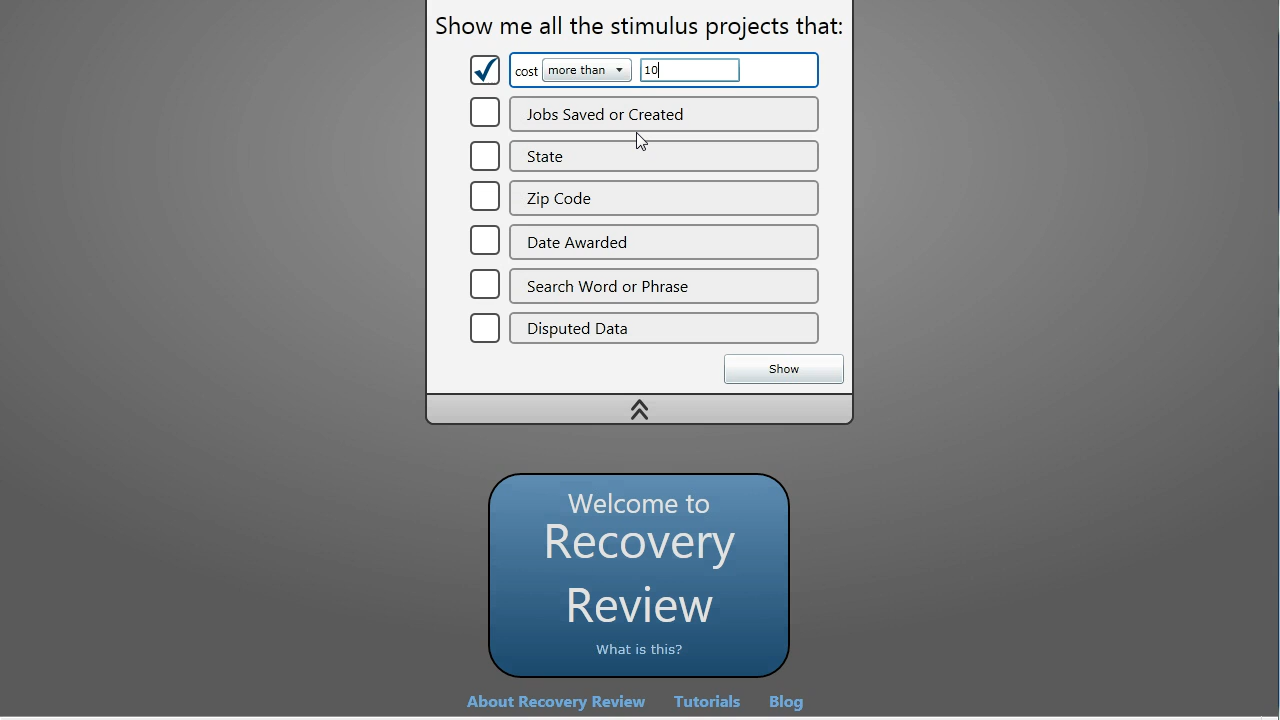 Show me all the stimulus projects that:
cost more than 10
Jobs Saved or Created
State
Zip Code
Date Awarded
Search Word or Phrase
Disputed Data
Show
Welcome to
Recovery
Review
What is this?
About Recovery Review Tutorials Blog